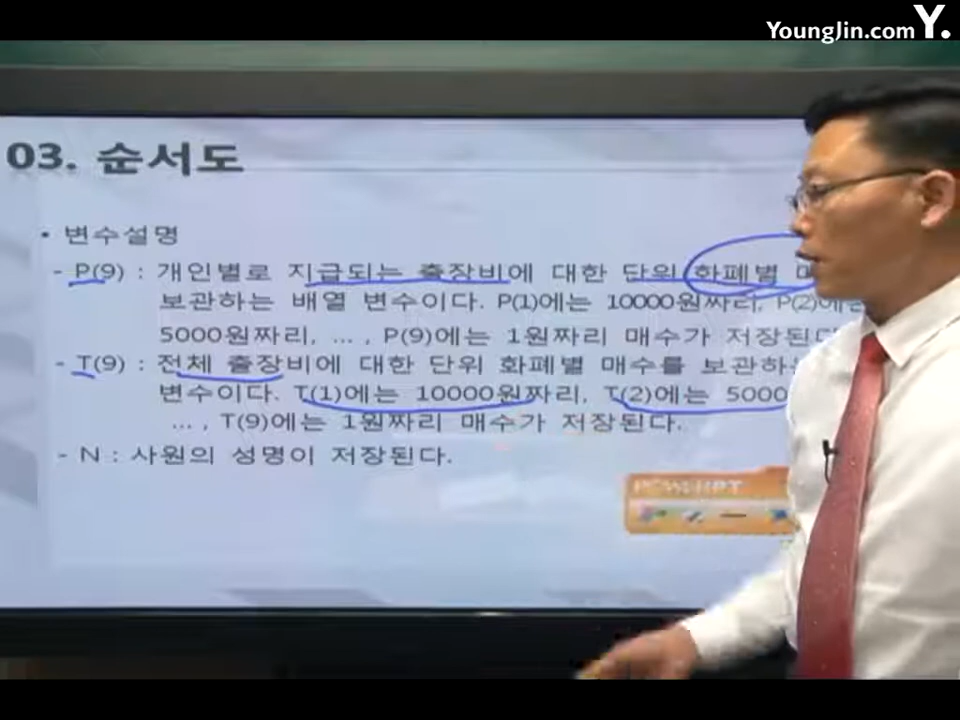 YoungJin.com Y.
03. 순서도
• 변수설명
- P(9) : 개인별로 지급되는 출장비에 대한 단위 화폐별
보관하는 배열 변수이다. P(1)에는 10000원짜리, P(2)에는
5000원짜리, ... , P(9)에는 1원짜리 매수가 저장된다
- T(9) : 전체 출장비에 대한 단위 화폐별 매수를 보관하는
변수이다. T(1)에는 10000원짜리, T(2)에는 5000
... , T(9)에는 1원짜리 매수가 저장된다.
- N : 사원의 성명이 저장된다.